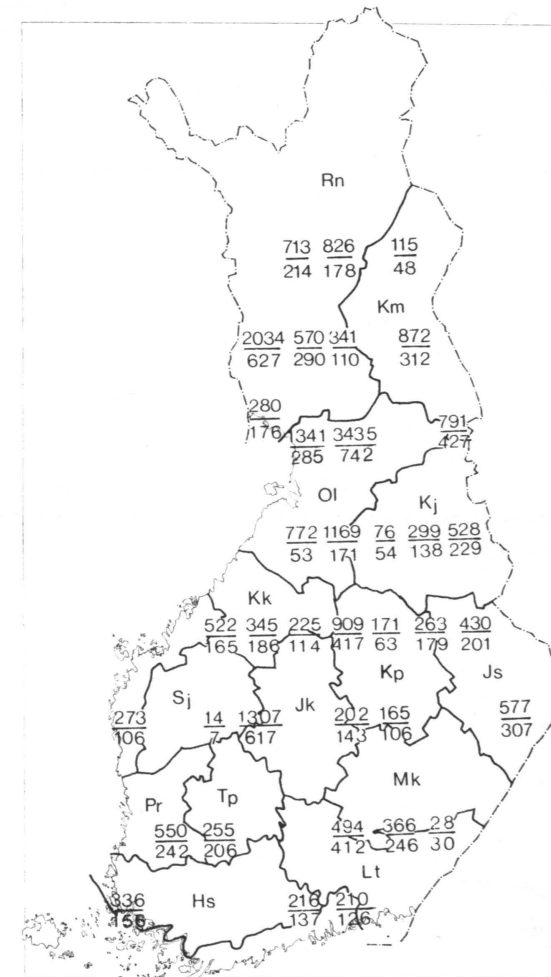 Rn
713 826 115
214 178 48
Km
2034 570 341 872
627 290 110 312
280
176
1341 3435 791
285 742 427
Ol Kj
772 1169 76 299 528
53 171 54 138 229
Kk
522 345 225 909 171 263 430
165 186 114 417 63 179 201
Sj Jk Kp Js
577
307
273 14 1307 202 165
106 7 617 143 106
Pr Tp Mk
550 255 494 366 28
242 206 412 246 30
Lt
Hs
336 216 210
137 126